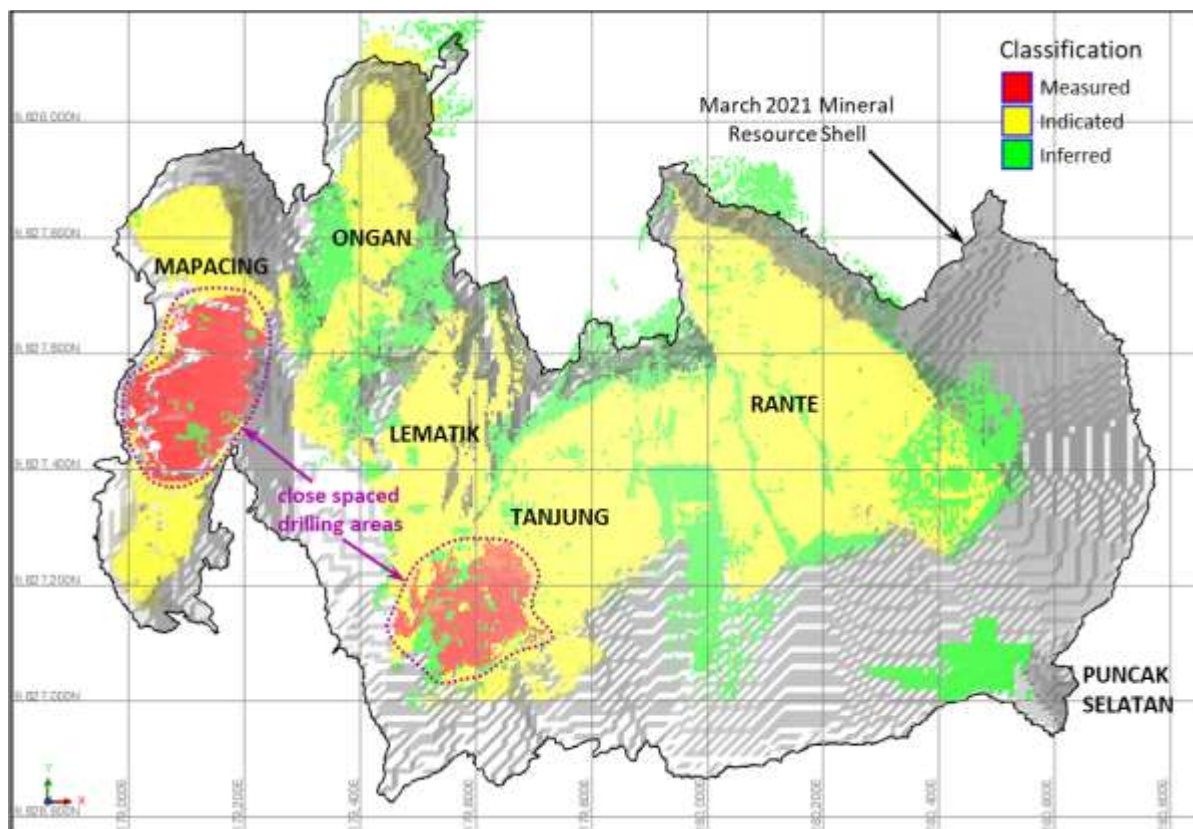 Classification
Measured
Indicated
Inferred
March 2021 Mineral
Resource Shell
ONGAN
MAPACING
RANTE
LEMATIK
close spaced
drilling areas
TANJUNG
PUNCAK
SELATAN
Y
X